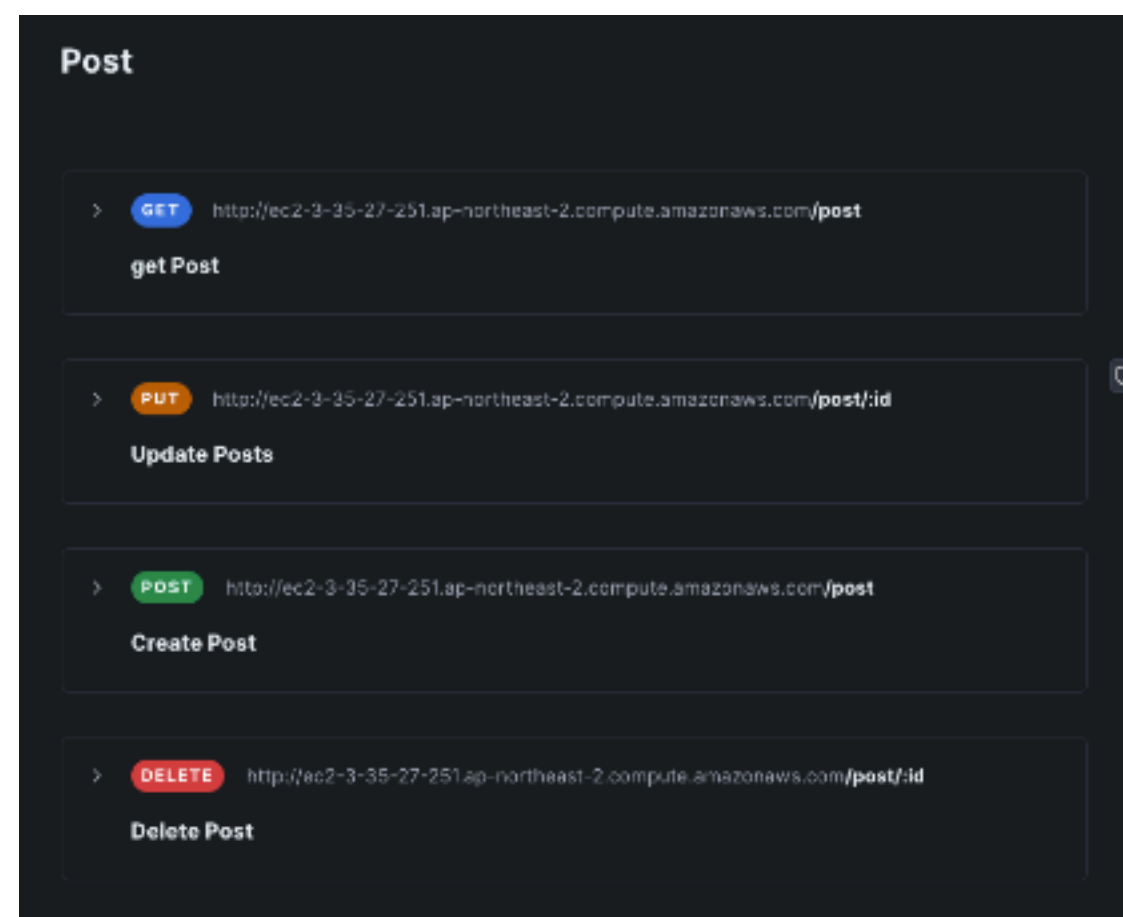 Post
GET http://ec2-3-35-27-251.ap-northeast-2.compute.amazonaws.com/post
get Post
PUT http://ec2-3-35-27-251.ap-northeast-2.compute.amazonaws.com/post/:id
Update Posts
POST http://ec2-3-35-27-251.ap-northeast-2.compute.amazonaws.com/post
Create Post
DELETE http://ec2-3-35-27-251.ap-northeast-2.compute.amazonaws.com/post/:id
Delete Post